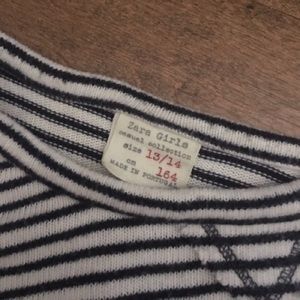 Zara Girls
casual collection
size 13/14
cm 164
MADE IN PORTUGAL